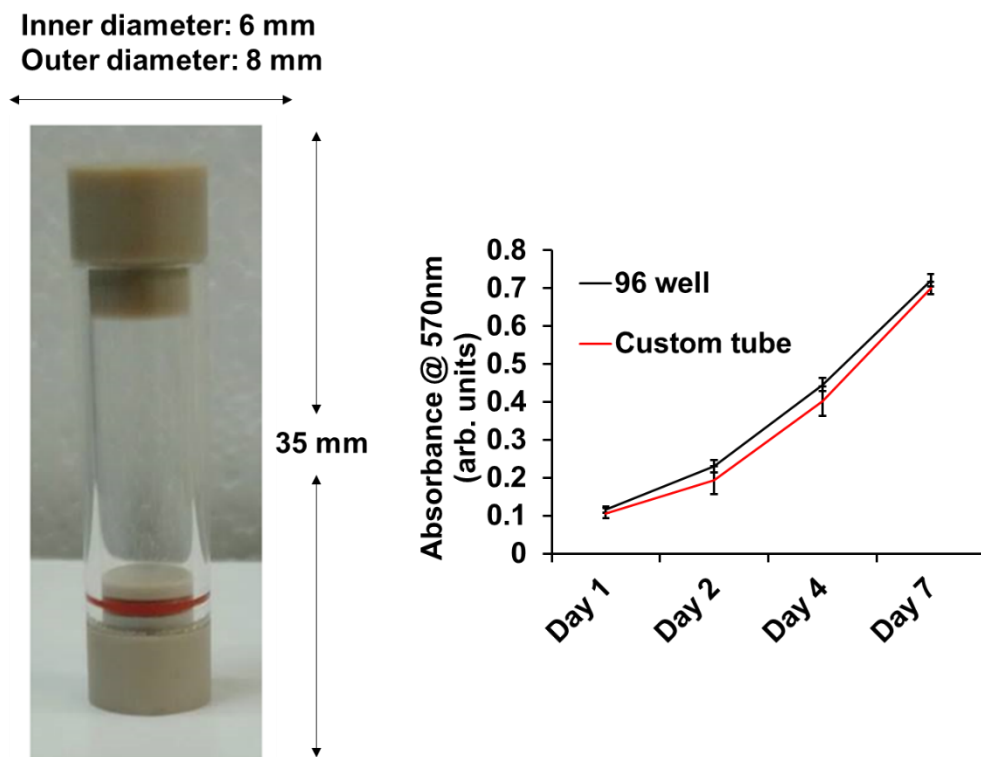 Inner diameter: 6 mm
Outer diameter: 8 mm
35 mm
Absorbance @ 570nm
(arb. units)
0.8
0.7
0.6
0.5
0.4
0.3
0.2
0.1
0
96 well
Custom tube
Day 1
Day 2
Day 4
Day 7